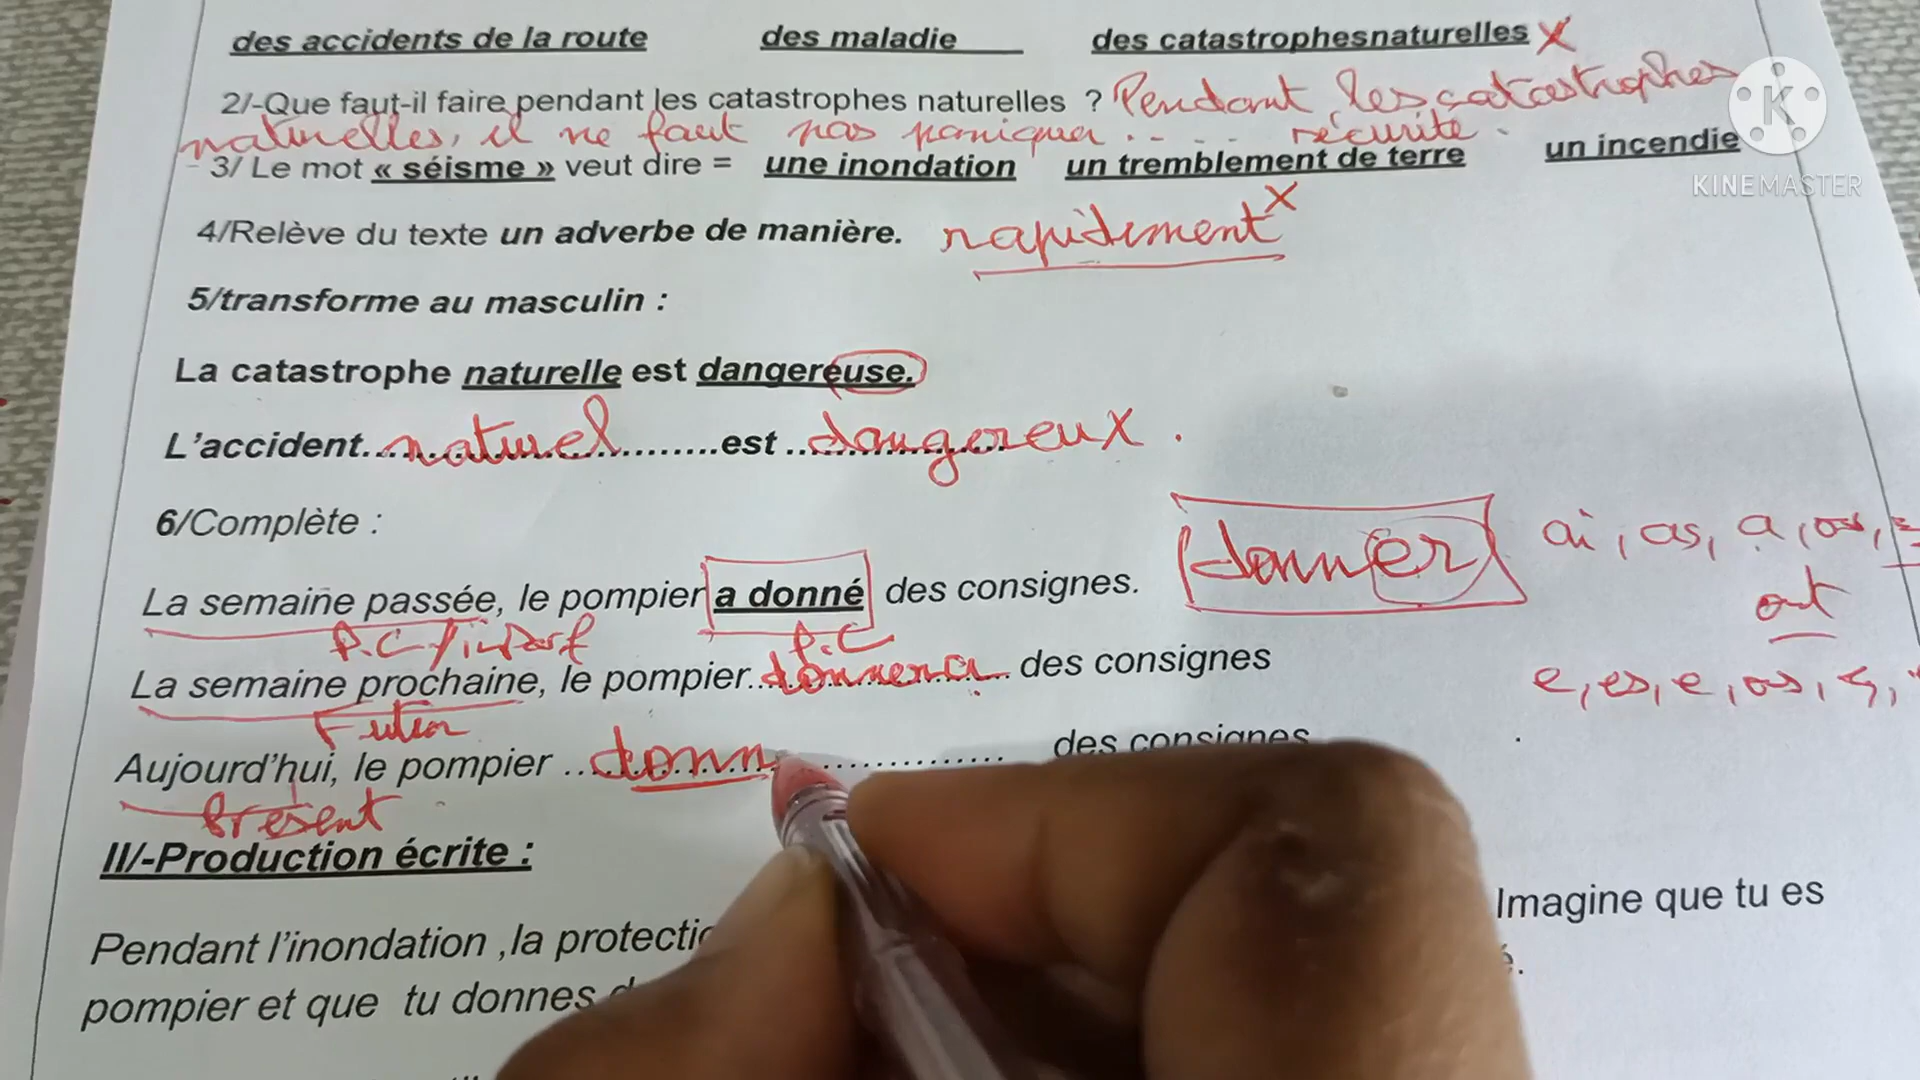 des accidents de la route des maladie des catastrophesnaturelles X
2/-Que faut-il faire pendant les catastrophes naturelles ? Pendant les catastrophes
naturelles, il ne faut pas paniquer ..... sécurité.
3/ Le mot « séisme » veut dire = une inondation un tremblement de terre un incendie
X
KINEMASTER
4/Relève du texte un adverbe de manière. rapidement
5/transforme au masculin :
La catastrophe naturelle est dangereuse.
L'accident...naturel.........est ...dangereux.
6/Complète :
donner ai, as, a, ons,
ont
La semaine passée, le pompier a donné des consignes.
P.C / imparf P.C
La semaine prochaine, le pompier...donnera... des consignes
e, es, e, ons,
Futur
Aujourd'hui, le pompier ...donn............ des consignes
Présent
II/-Production écrite :
Imagine que tu es
Pendant l'inondation ,la
pompier et que tu donnes